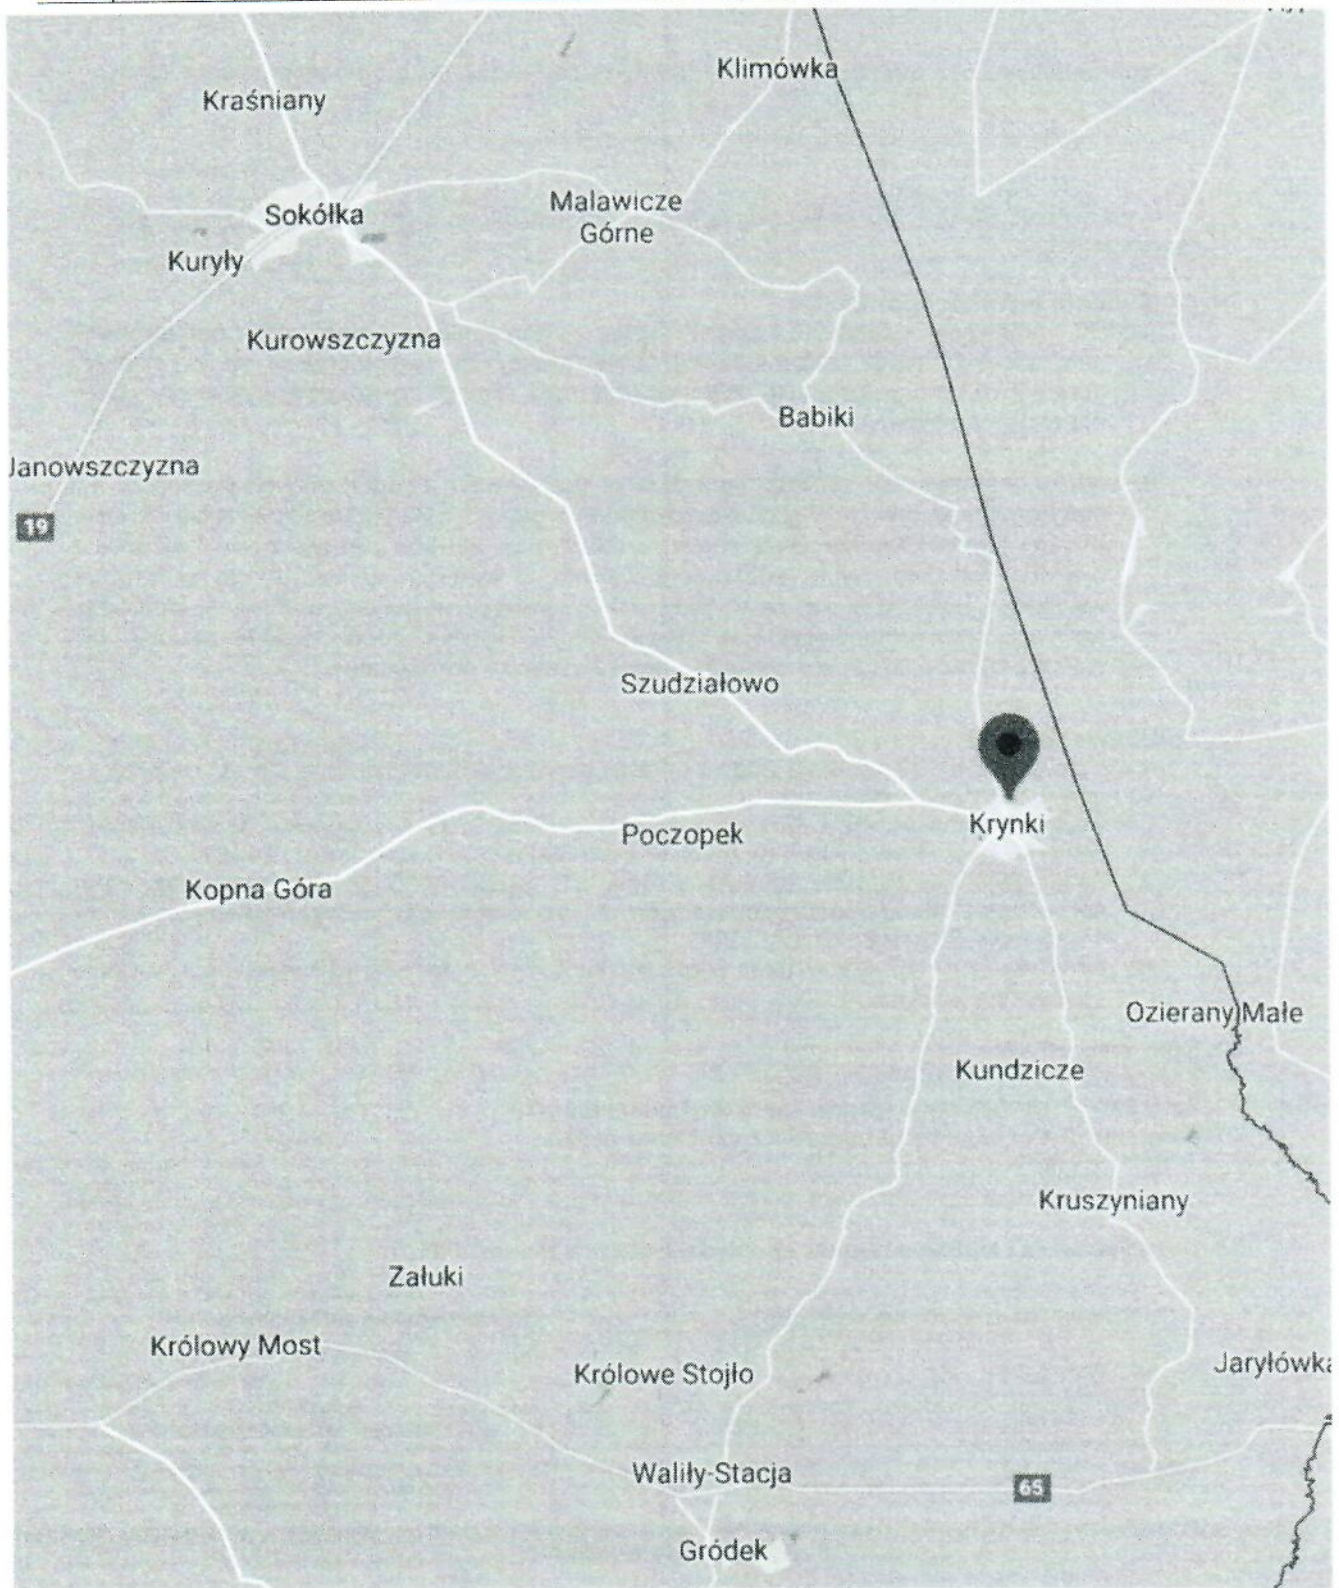 Klimówka
Kraśniany
Malawicze
Górne
Sokółka
Kuryły
Kurowszczyzna
Babiki
Janowszczyzna
19
Szudziałowo
Krynki
Poczopek
Kopna Góra
Ozierany Małe
Kundzicze
Kruszyniany
Załuki
Królowy Most
Jaryłówka
Królowe Stojło
Waliły-Stacja
65
Gródek